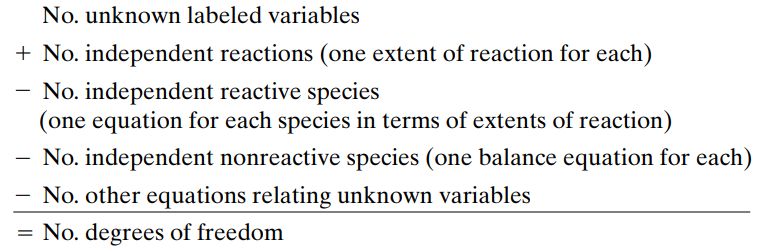 No. unknown labeled variables
+ No. independent reactions (one extent of reaction for each)
− No. independent reactive species
(one equation for each species in terms of extents of reaction)
− No. independent nonreactive species (one balance equation for each)
− No. other equations relating unknown variables
= No. degrees of freedom